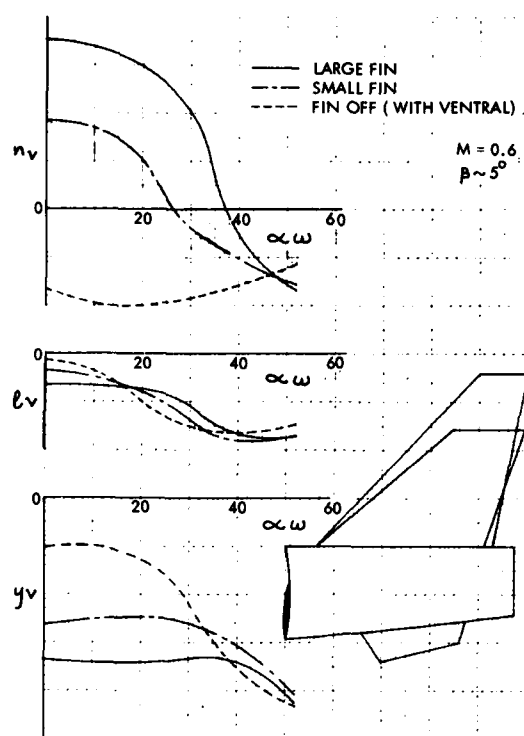 LARGE FIN
SMALL FIN
FIN OFF (WITH VENTRAL)
M = 0.6
β~5°
nv
0
20
40
60
αω
0
20
40
αω
ℓv
0
20
40
60
αω
yv